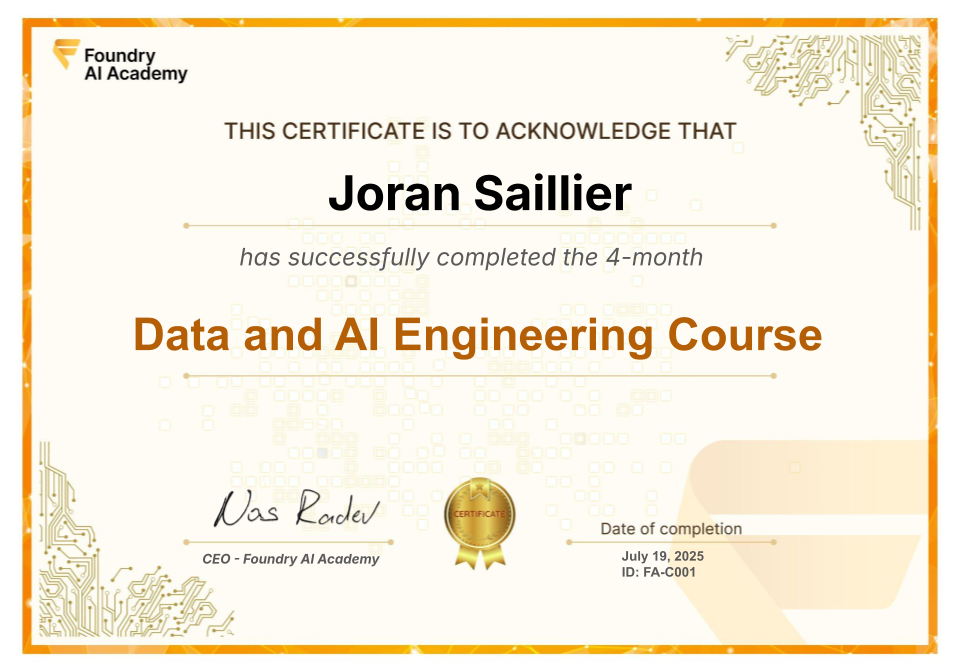 Foundry
AI Academy
THIS CERTIFICATE IS TO ACKNOWLEDGE THAT
Joran Saillier
has successfully completed the 4-month
Data and AI Engineering Course
Nas Radev
CERTIFICATE
Date of completion
CEO - Foundry AI Academy
July 19, 2025
ID: FA-C001